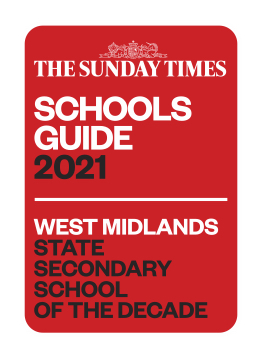 THE SUNDAY TIMES
SCHOOLS
GUIDE
2021
WEST MIDLANDS
STATE
SECONDARY
SCHOOL
OF THE DECADE